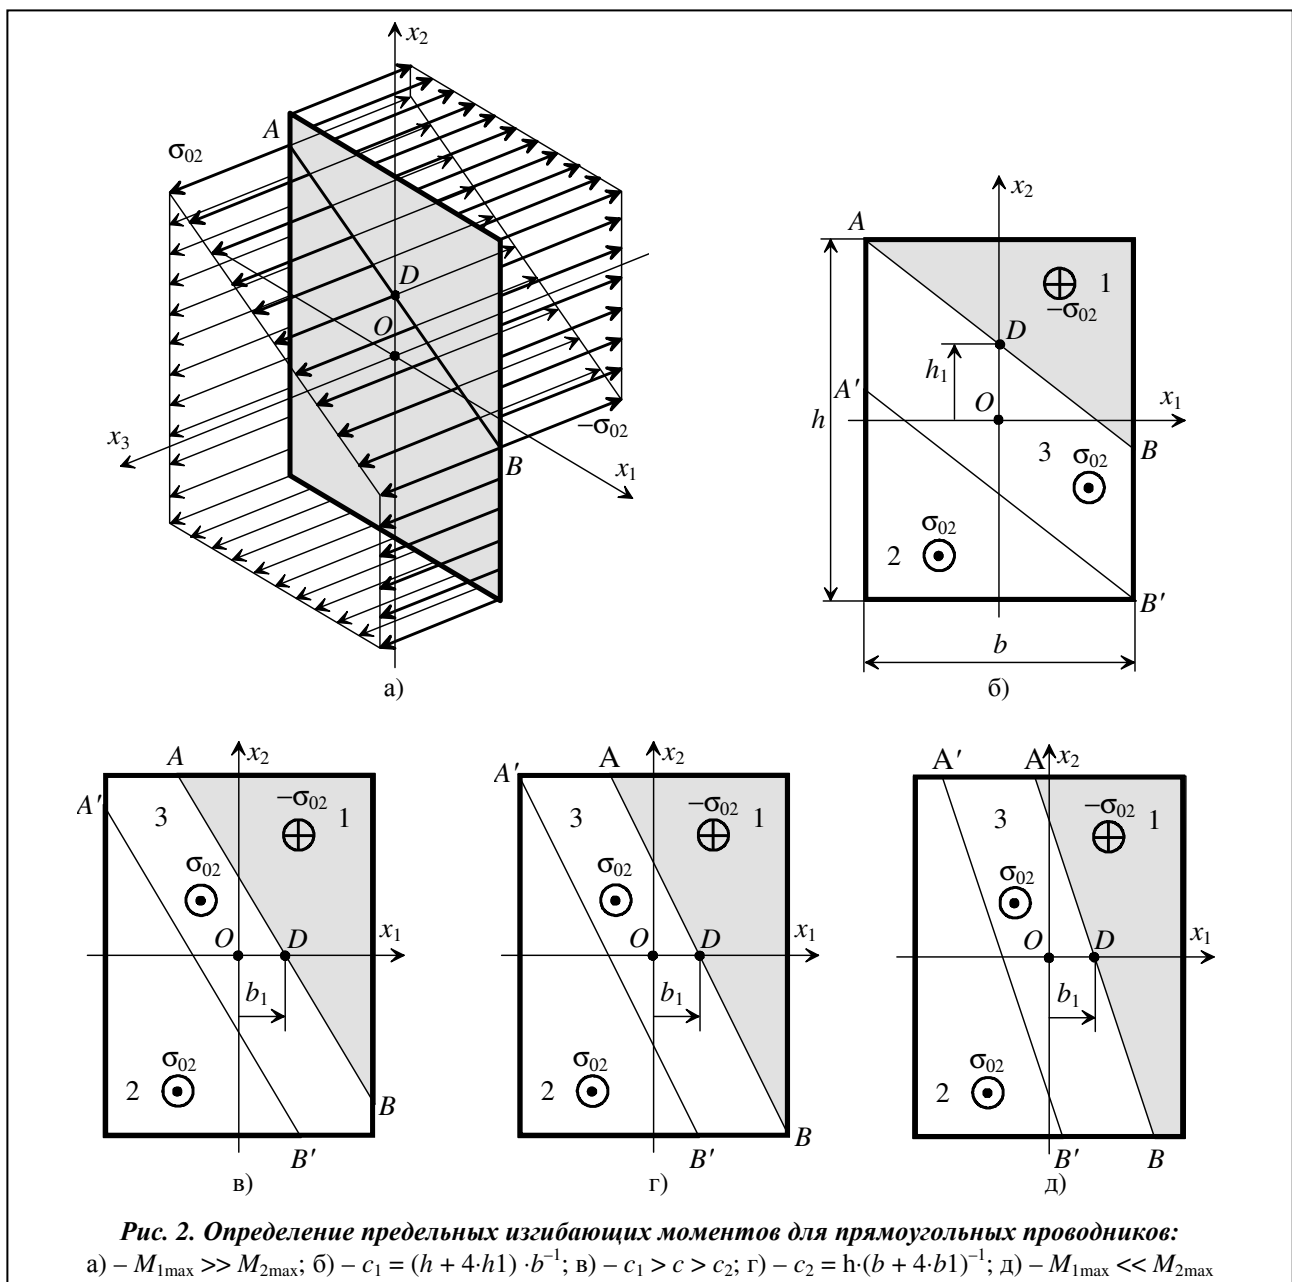 x2
A
σ02
D
O
x3
B
−σ02
x1
а)
x2
A
1
−σ02
D
h1
A′
h
O
x1
3
B
σ02
σ02
2
B′
b
б)
A
x2
A′
−σ02
3
1
σ02
O
D
x1
b1
σ02
2
B
B′
в)
A′
A
x2
−σ02
3
1
σ02
O
D
x1
b1
σ02
2
B′
B
г)
A′
A
x2
−σ02
3
1
σ02
O
D
x1
b1
σ02
2
B′
B
д)
Рис. 2. Определение предельных изгибающих моментов для прямоугольных проводников:
а) – M1max >> M2max; б) – c1 = (h + 4·h1) ·b−1; в) – c1 > c > c2; г) – c2 = h·(b + 4·b1)−1; д) – M1max << M2max